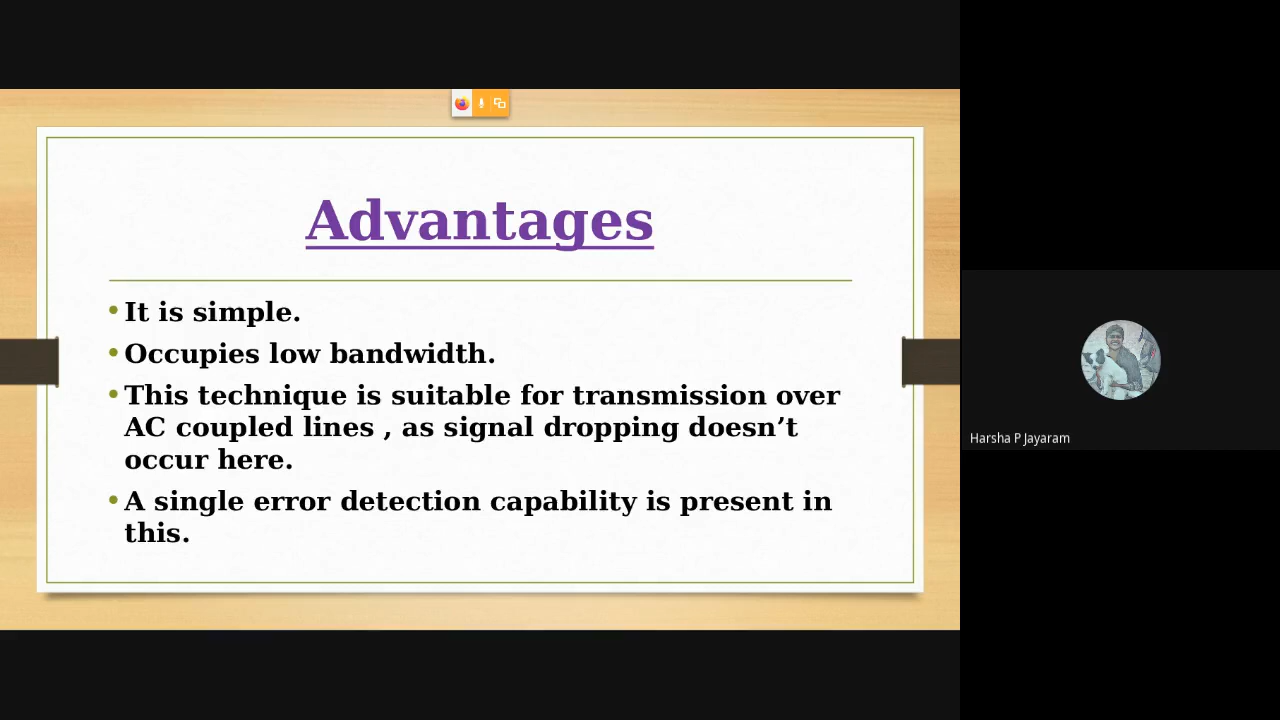 Advantages
• It is simple.
• Occupies low bandwidth.
• This technique is suitable for transmission over
AC coupled lines , as signal dropping doesn’t
occur here.
• A single error detection capability is present in
this.
Harsha P Jayaram